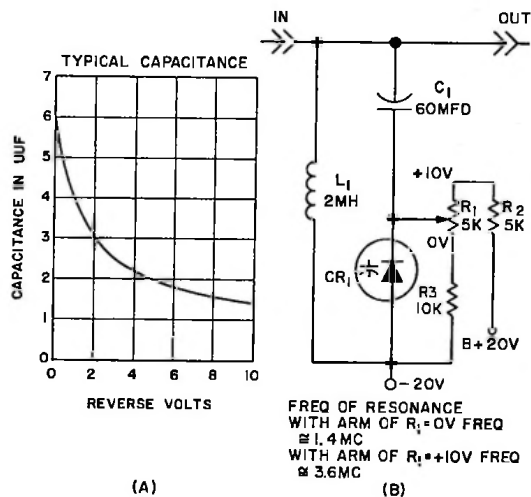 TYPICAL CAPACITANCE
7
6
5
4
3
2
1
0
CAPACITANCE IN UUF
0 2 4 6 8 10
REVERSE VOLTS
(A)
IN
OUT
C1
60MFD
L1
2MH
+10V
R1
5K
R2
5K
0V
CR1
R3
10K
B+20V
-20V
FREQ OF RESONANCE
WITH ARM OF R1=0V FREQ
≅1.4MC
WITH ARM OF R1=+10V FREQ
≅ 3.6MC
(B)